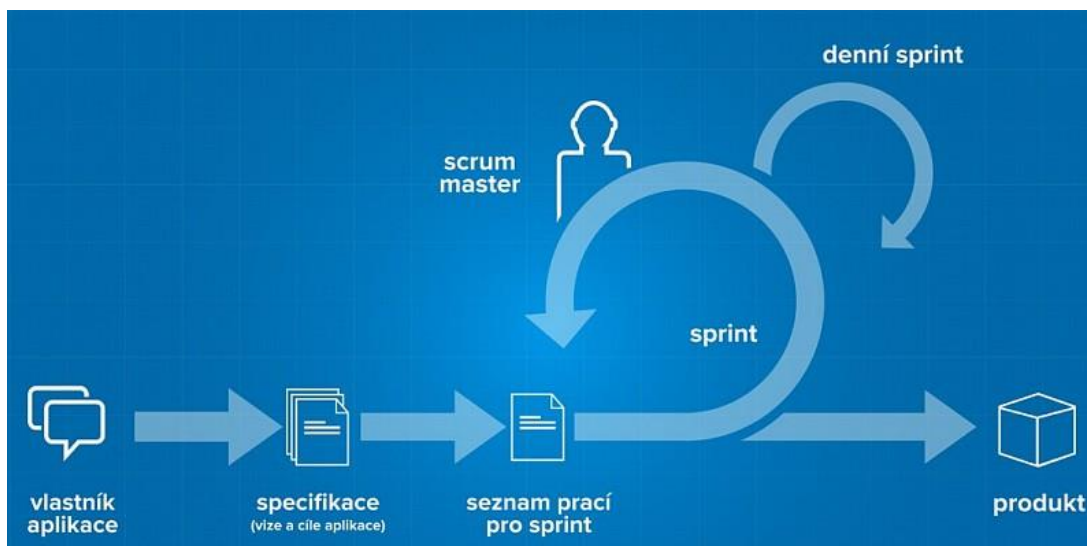 denní sprint
scrum
master
sprint
vlastník
aplikace
specifikace
(vize a cíle aplikace)
seznam prací
pro sprint
produkt